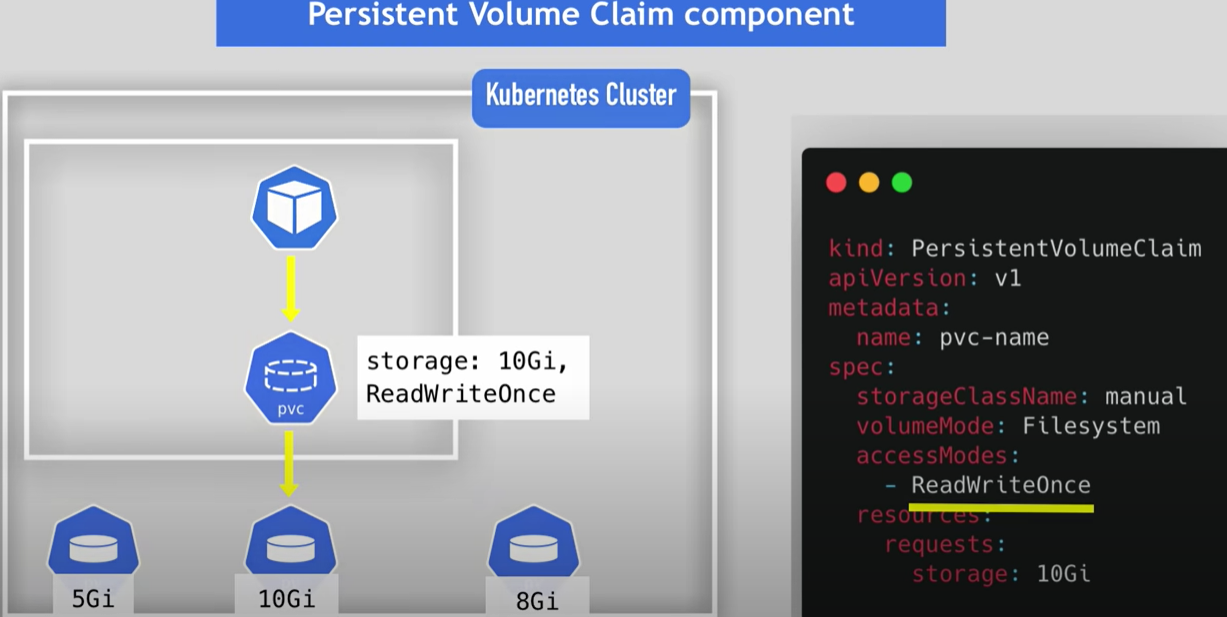 Persistent Volume Claim component
Kubernetes Cluster
storage: 10Gi,
ReadWriteOnce
pvc
5Gi
10Gi
8Gi
kind: PersistentVolumeClaim
apiVersion: v1
metadata:
name: pvc-name
spec:
storageClassName: manual
volumeMode: Filesystem
accessModes:
- ReadWriteOnce
resources:
requests:
storage: 10Gi